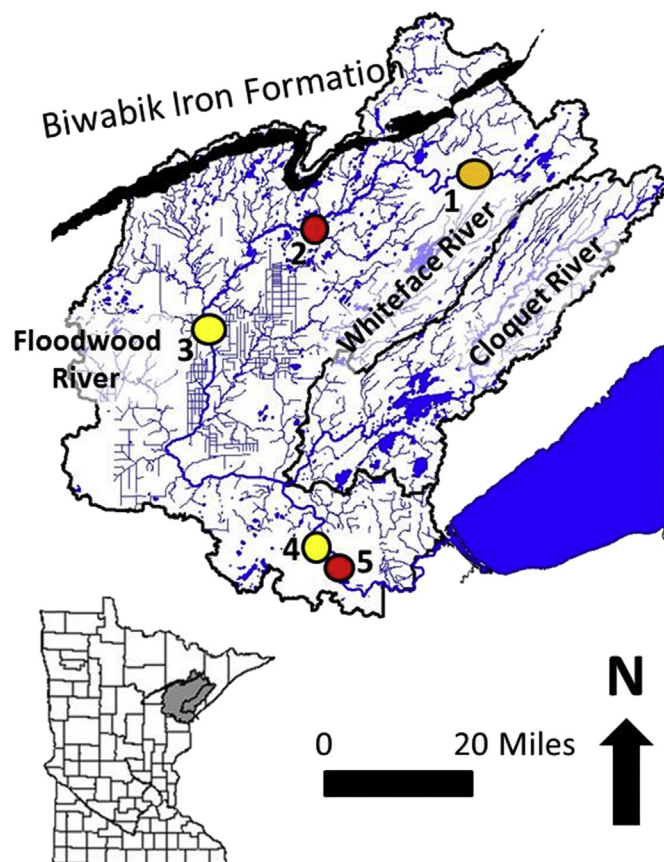 Biwabik Iron Formation
1
2
Whiteface River
Cloquet River
3
Floodwood
River
4
5
N
0 20 Miles